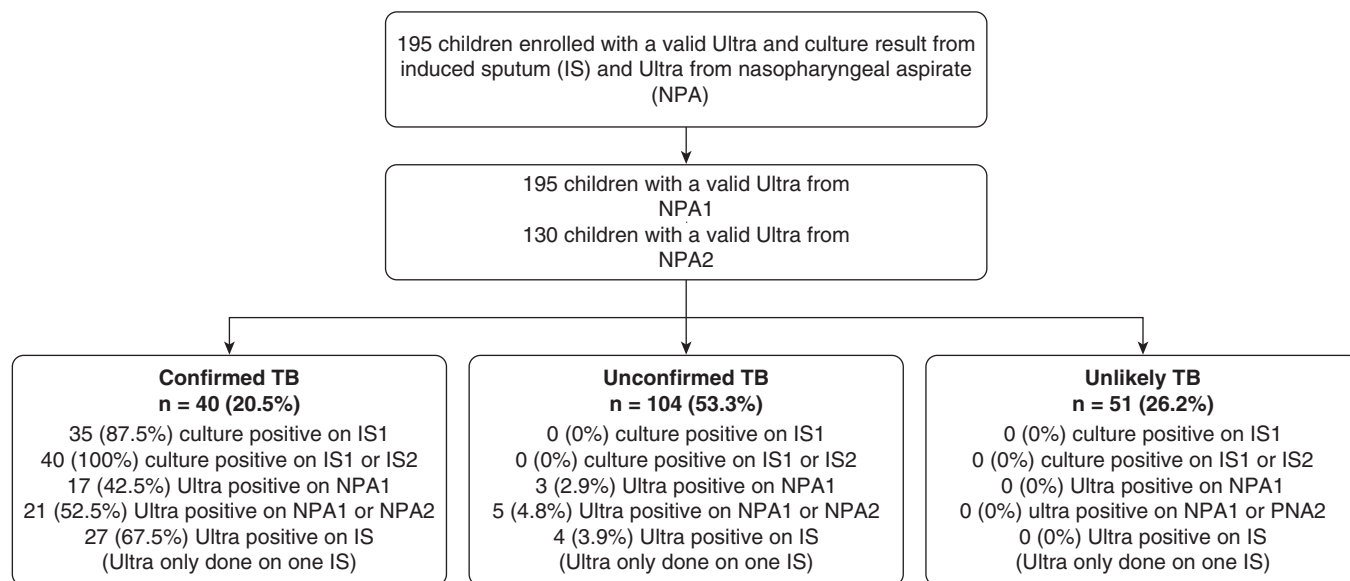 195 children enrolled with a valid Ultra and culture result from
induced sputum (IS) and Ultra from nasopharyngeal aspirate
(NPA)
195 children with a valid Ultra from
NPA1
130 children with a valid Ultra from
NPA2
Confirmed TB
n = 40 (20.5%)
35 (87.5%) culture positive on IS1
40 (100%) culture positive on IS1 or IS2
17 (42.5%) Ultra positive on NPA1
21 (52.5%) Ultra positive on NPA1 or NPA2
27 (67.5%) Ultra positive on IS
(Ultra only done on one IS)
Unconfirmed TB
n = 104 (53.3%)
0 (0%) culture positive on IS1
0 (0%) culture positive on IS1 or IS2
3 (2.9%) Ultra positive on NPA1
5 (4.8%) Ultra positive on NPA1 or NPA2
4 (3.9%) Ultra positive on IS
(Ultra only done on one IS)
Unlikely TB
n = 51 (26.2%)
0 (0%) culture positive on IS1
0 (0%) culture positive on IS1 or IS2
0 (0%) Ultra positive on NPA1
0 (0%) ultra positive on NPA1 or PNA2
0 (0%) Ultra positive on IS
(Ultra only done on one IS)